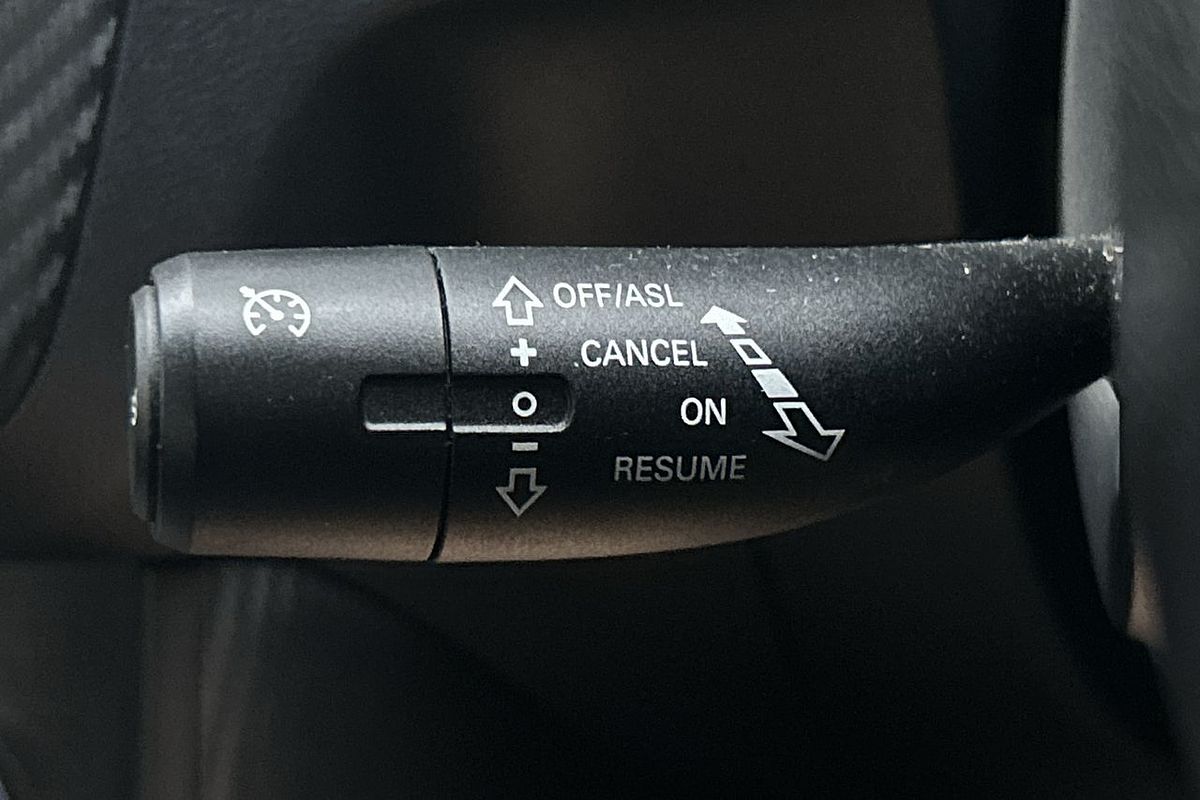 OFF/ASL
+ CANCEL
O ON
- RESUME